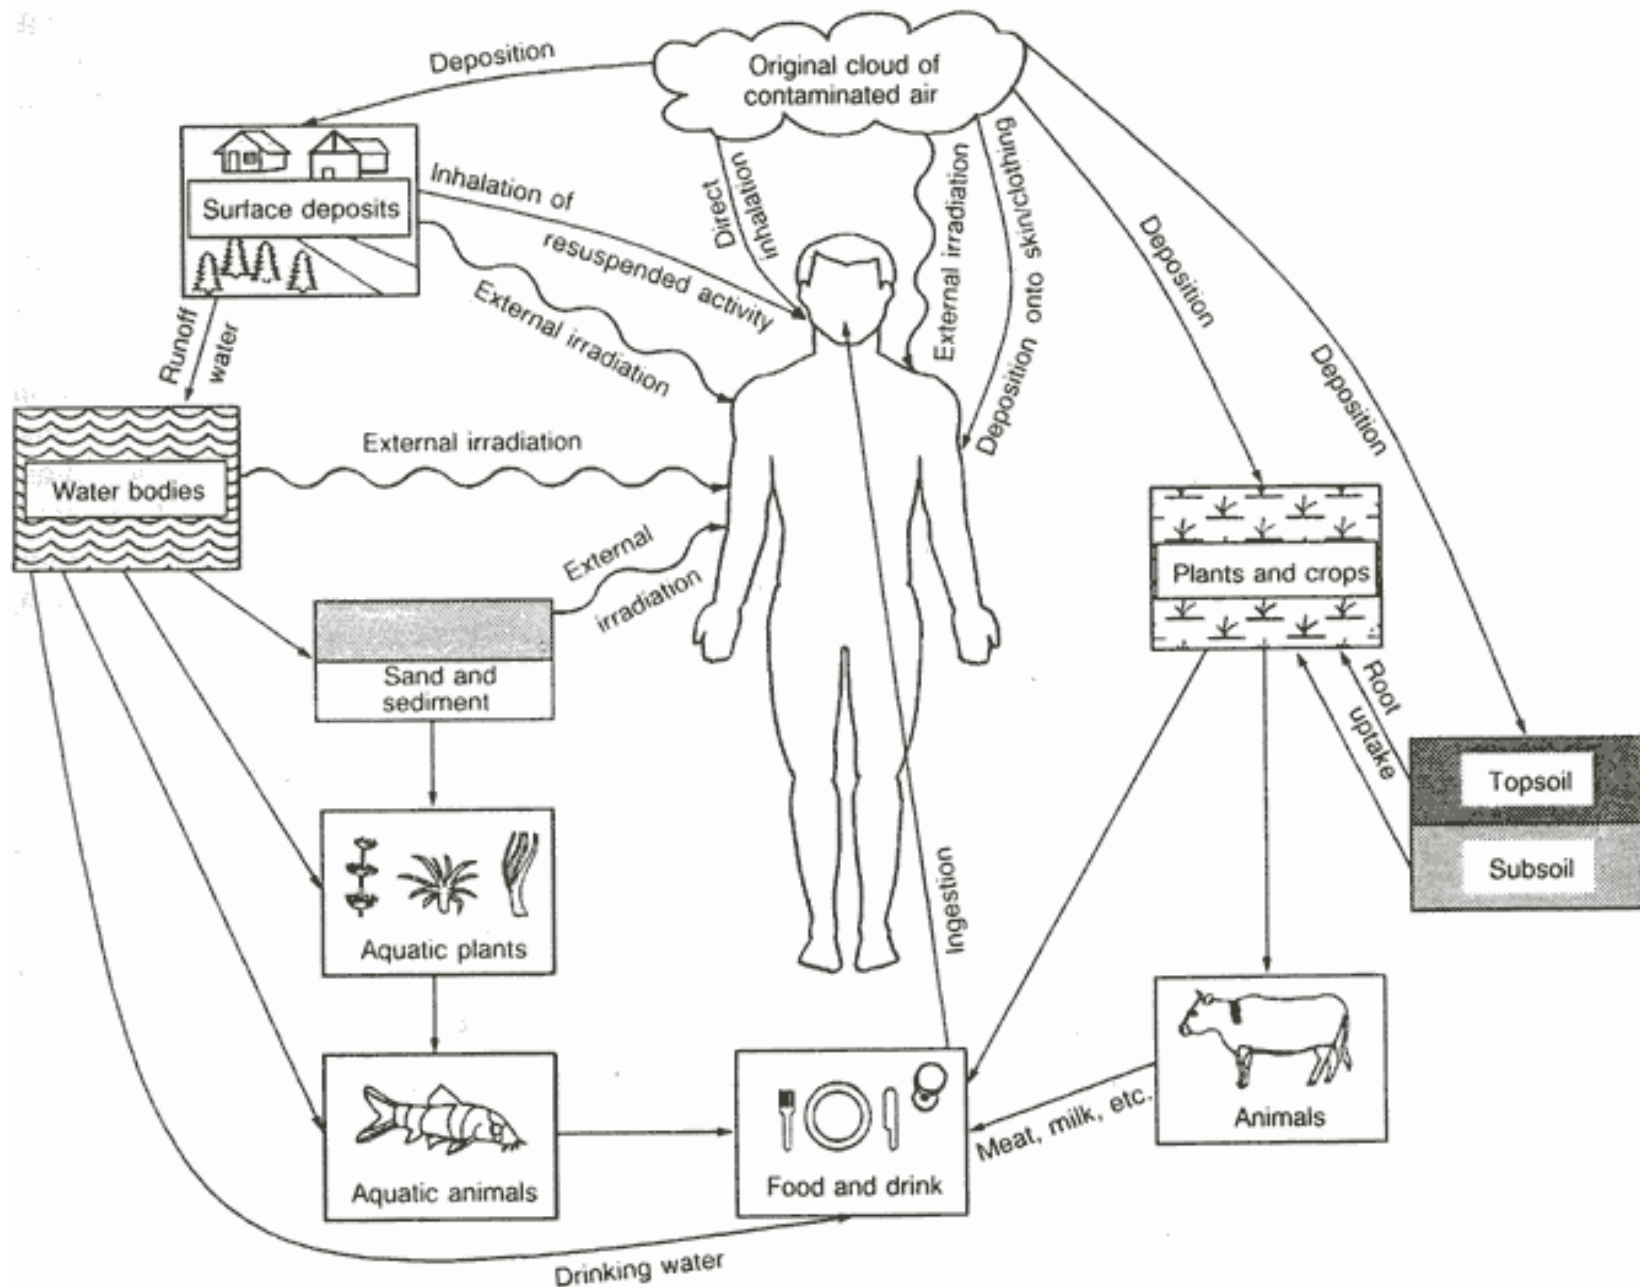 Deposition
Original cloud of
contaminated air
Surface deposits
Inhalation of
resuspended activity
Direct
inhalation
External irradiation
Deposition onto skin/clothing
External irradiation
Deposition
Deposition
Runoff
water
External irradiation
Water bodies
External
irradiation
Plants and crops
Sand and
sediment
Root
uptake
Topsoil
Subsoil
Aquatic plants
Ingestion
Aquatic animals
Food and drink
Meat, milk, etc.
Animals
Drinking water